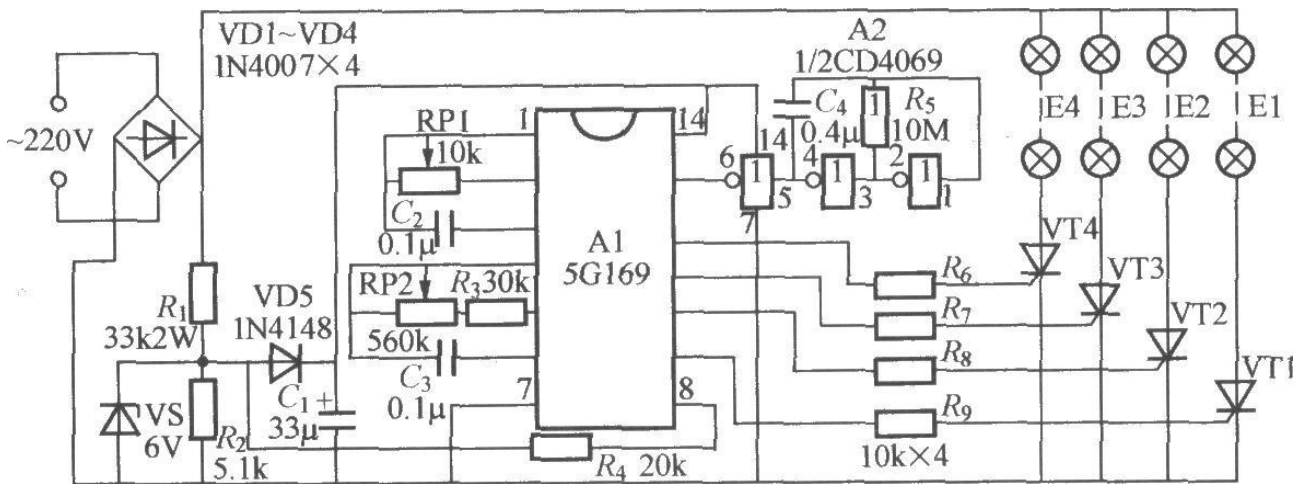 VD1~VD4
1N4007×4
~220V
R1
33k2W
VS
6V
R2
5.1k
VD5
1N4148
C1
+
33μ
RP1
10k
C2
0.1μ
RP2
560k
R3 30k
C3
0.1μ
1
14
7
8
A1
5G169
R4 20k
A2
1/2CD4069
C4
0.4μ
1
R5
10M
14
6
1
5
7
4
1
3
2
1
1
E4
E3
E2
E1
VT4
VT3
VT2
VT1
R6
R7
R8
R9
10k×4